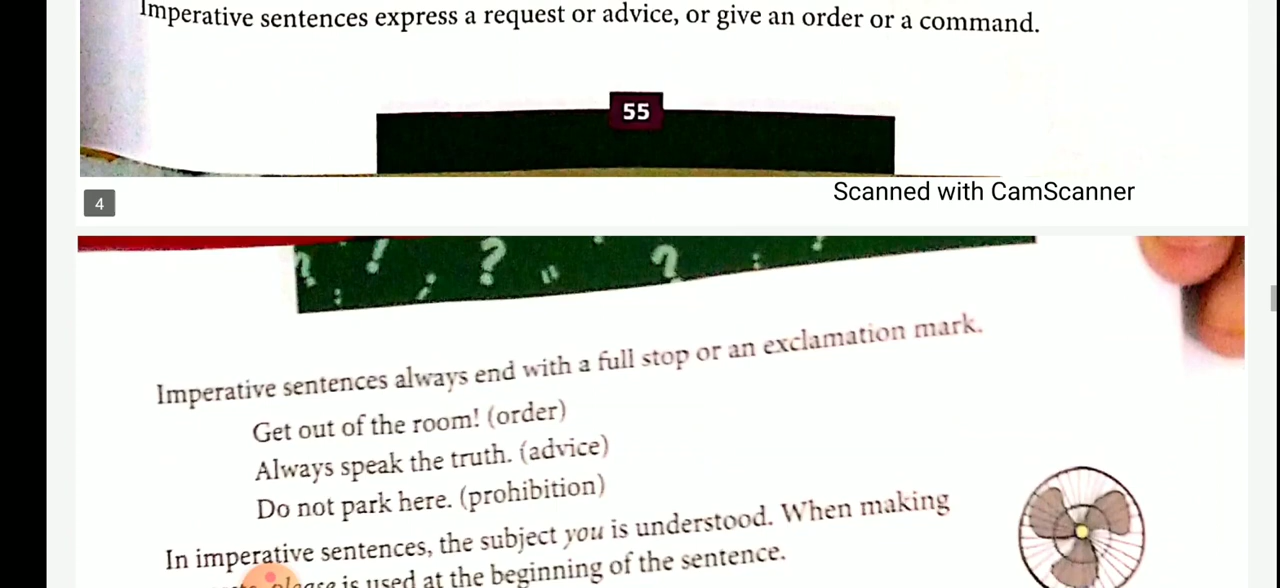 Imperative sentences express a request or advice, or give an order or a command.
55
Scanned with CamScanner
4
? ! ; ? " ? : ?
Imperative sentences always end with a full stop or an exclamation mark.
Get out of the room! (order)
Always speak the truth. (advice)
Do not park here. (prohibition)
In imperative sentences, the subject you is understood. When making
please is used at the beginning of the sentence.